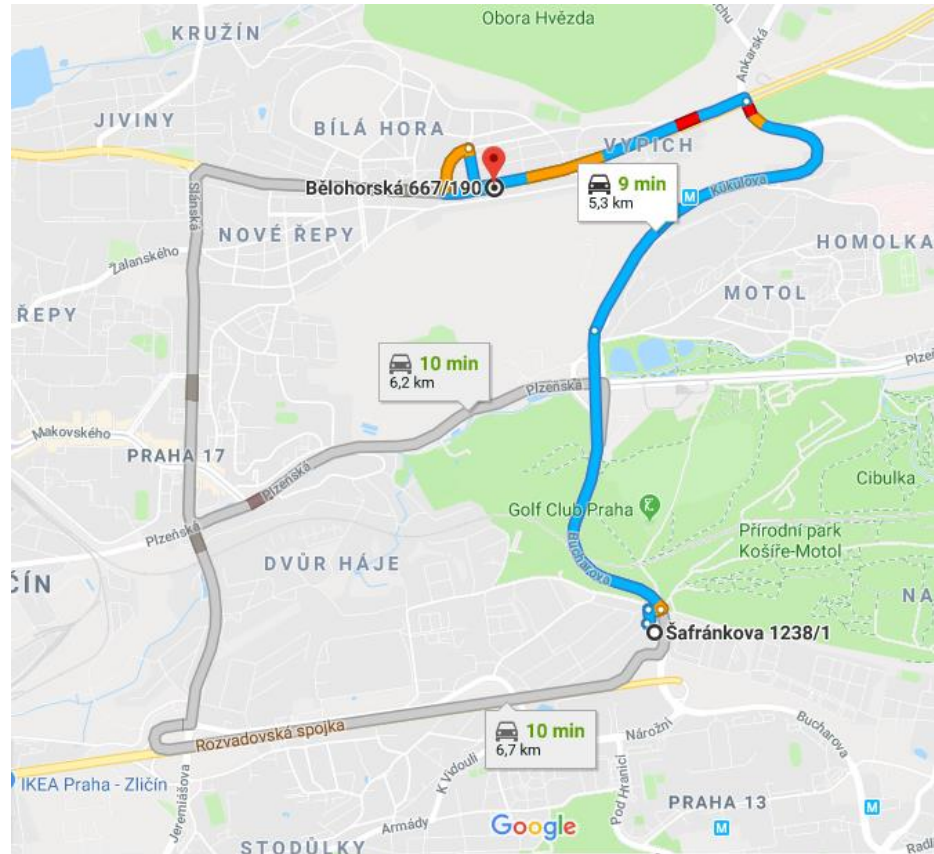 Obora Hvězda
KRUŽÍN
Ankarská
JIVINY
BÍLÁ HORA
VYPICH
Bělohorská 667/190
9 min
5,3 km
Kukulova
Slánská
NOVÉ ŘEPY
HOMOLKA
Žalanského
MOTOL
ŘEPY
10 min
6,2 km
Plzeňská
Makovského
PRAHA 17
Plzeňská
Cibulka
Golf Club Praha
Plzeňská
Přírodní park
Košíře-Motol
Bucharova
DVŮR HÁJE
ČÍN
NA
Šafránkova 1238/1
Rozvadovská spojka
10 min
6,7 km
Bucharova
Nárožní
IKEA Praha - Zličín
K Vidouli
Pod Hranicí
Jeremiášova
PRAHA 13
Armády
Google
STODŮLKY
M
M
M